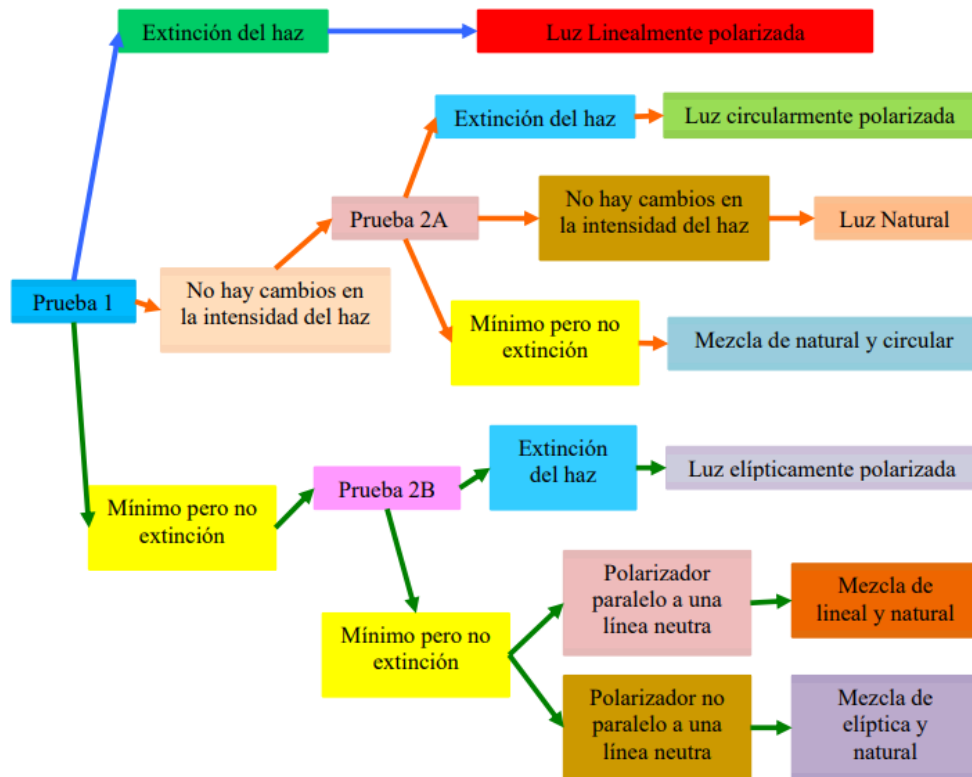 Extinción del haz
Luz Linealmente polarizada
Extinción del haz
Luz circularmente polarizada
Prueba 2A
No hay cambios en
la intensidad del haz
Luz Natural
Prueba 1
No hay cambios en
la intensidad del haz
Mínimo pero no
extinción
Mezcla de natural y circular
Mínimo pero no
extinción
Prueba 2B
Extinción
del haz
Luz elípticamente polarizada
Mínimo pero no
extinción
Polarizador
paralelo a una
línea neutra
Mezcla de
lineal y natural
Polarizador no
paralelo a una
línea neutra
Mezcla de
elíptica y
natural